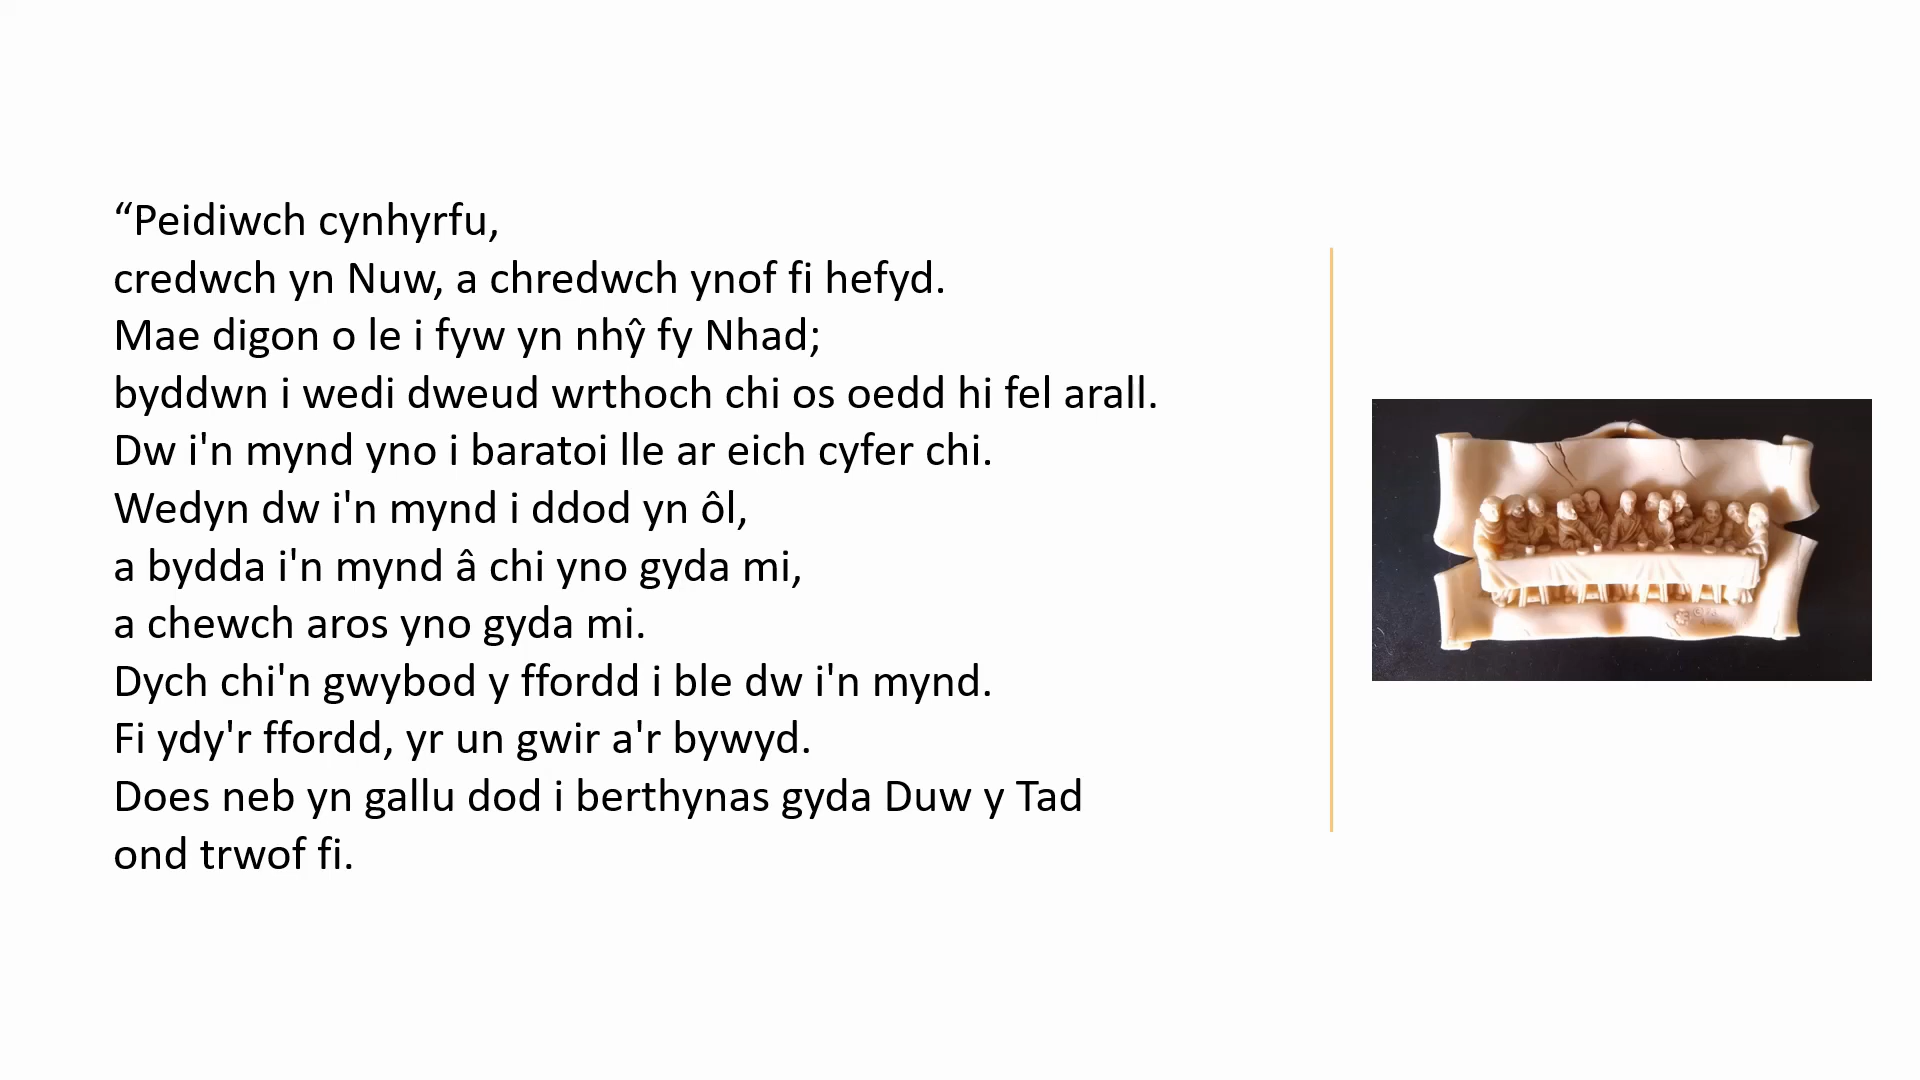 “Peidiwch cynhyrfu,
credwch yn Nuw, a chredwch ynof fi hefyd.
Mae digon o le i fyw yn nhŷ fy Nhad;
byddwn i wedi dweud wrthoch chi os oedd hi fel arall.
Dw i'n mynd yno i baratoi lle ar eich cyfer chi.
Wedyn dw i'n mynd i ddod yn ôl,
a bydda i'n mynd â chi yno gyda mi,
a chewch aros yno gyda mi.
Dych chi'n gwybod y ffordd i ble dw i'n mynd.
Fi ydy'r ffordd, yr un gwir a'r bywyd.
Does neb yn gallu dod i berthynas gyda Duw y Tad
ond trwof fi.